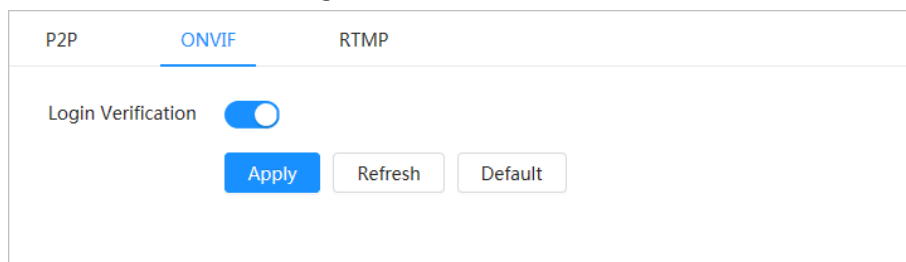 P2P ONVIF RTMP
Login Verification
Apply Refresh Default